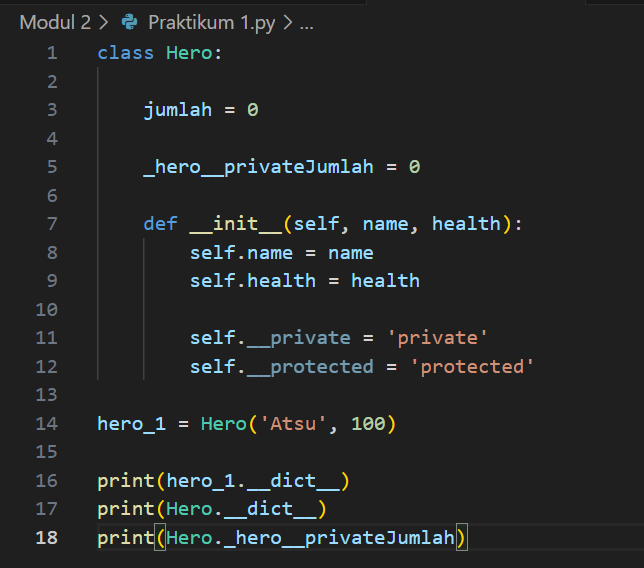 Modul 2 > Praktikum 1.py > ...
1 class Hero:
2
3     jumlah = 0
4
5     _hero__privateJumlah = 0
6
7     def __init__(self, name, health):
8         self.name = name
9         self.health = health
10
11         self.__private = 'private'
12         self.__protected = 'protected'
13
14 hero_1 = Hero('Atsu', 100)
15
16 print(hero_1.__dict__)
17 print(Hero.__dict__)
18 print(Hero._hero__privateJumlah)